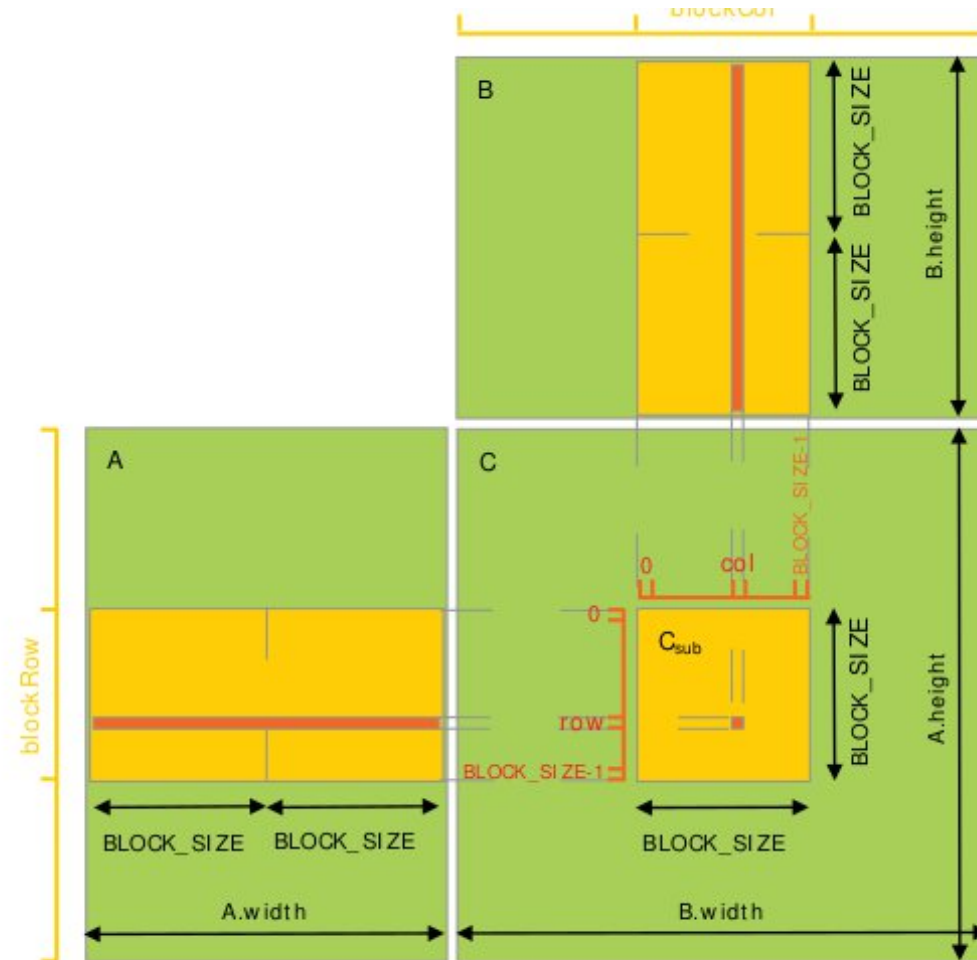 blockCol
B
BLOCK_SIZE
B.height
BLOCK_SIZE
A
C
BLOCK_SIZE-1
0
col
0
Csub
BLOCK_SIZE
blockRow
row
A.height
BLOCK_SIZE-1
BLOCK_SIZE
BLOCK_SIZE
BLOCK_SIZE
A.width
B.width